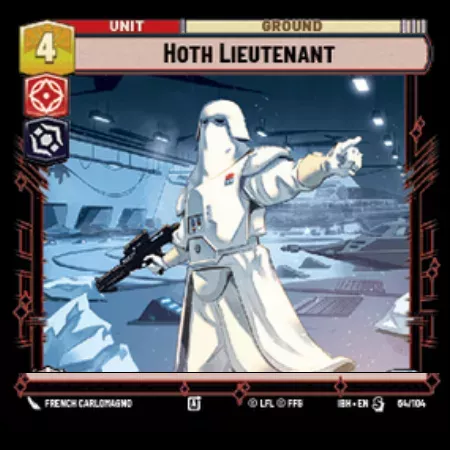 UNIT
GROUND
4
HOTH LIEUTENANT
FRENCH CARLOMAGNO
© LFL © FFG
IBH • EN
64/104